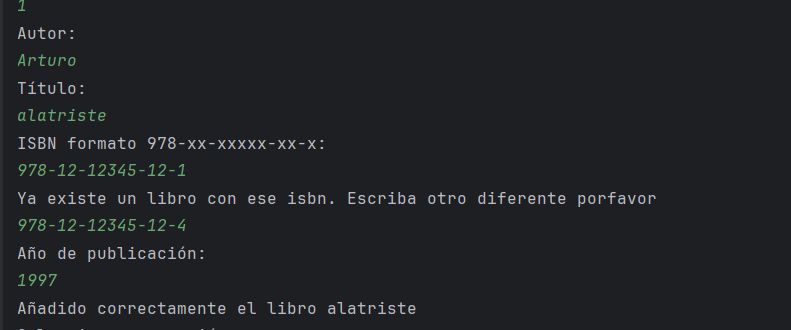 1
Autor:
Arturo
Título:
alatriste
ISBN formato 978-xx-xxxxx-xx-x:
978-12-12345-12-1
Ya existe un libro con ese isbn. Escriba otro diferente porfavor
978-12-12345-12-4
Año de publicación:
1997
Añadido correctamente el libro alatriste